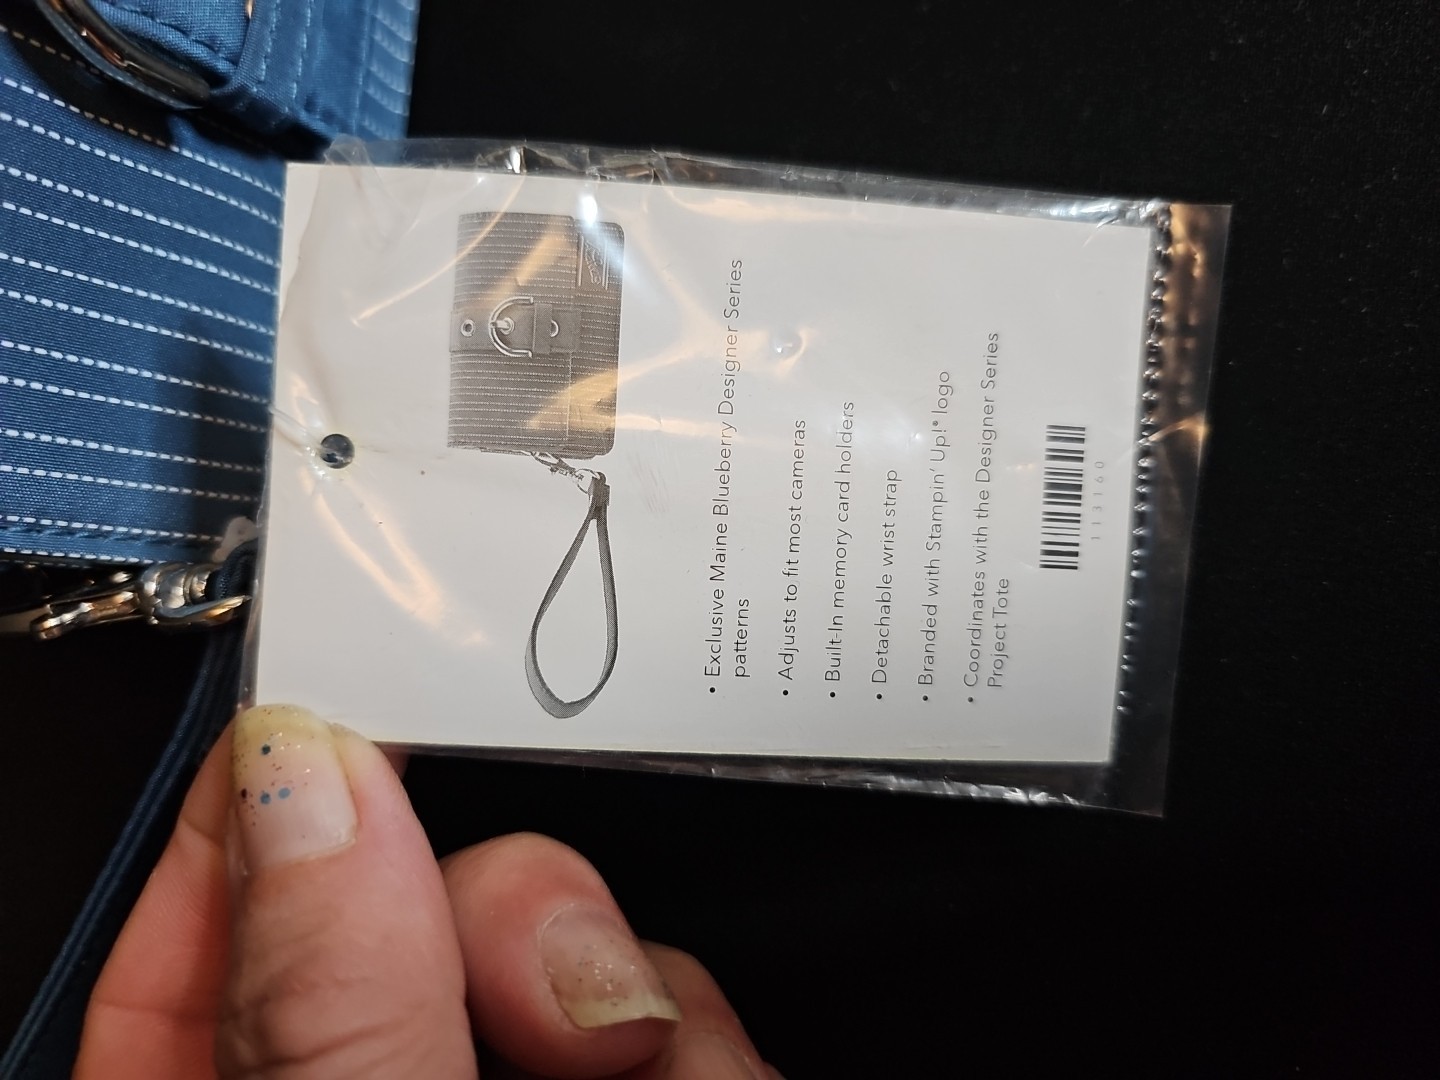 • Exclusive Maine Blueberry Designer Series
patterns
• Adjusts to fit most cameras
• Built-In memory card holders
• Detachable wrist strap
• Branded with Stampin' Up!® logo
• Coordinates with the Designer Series
Project Tote
113160